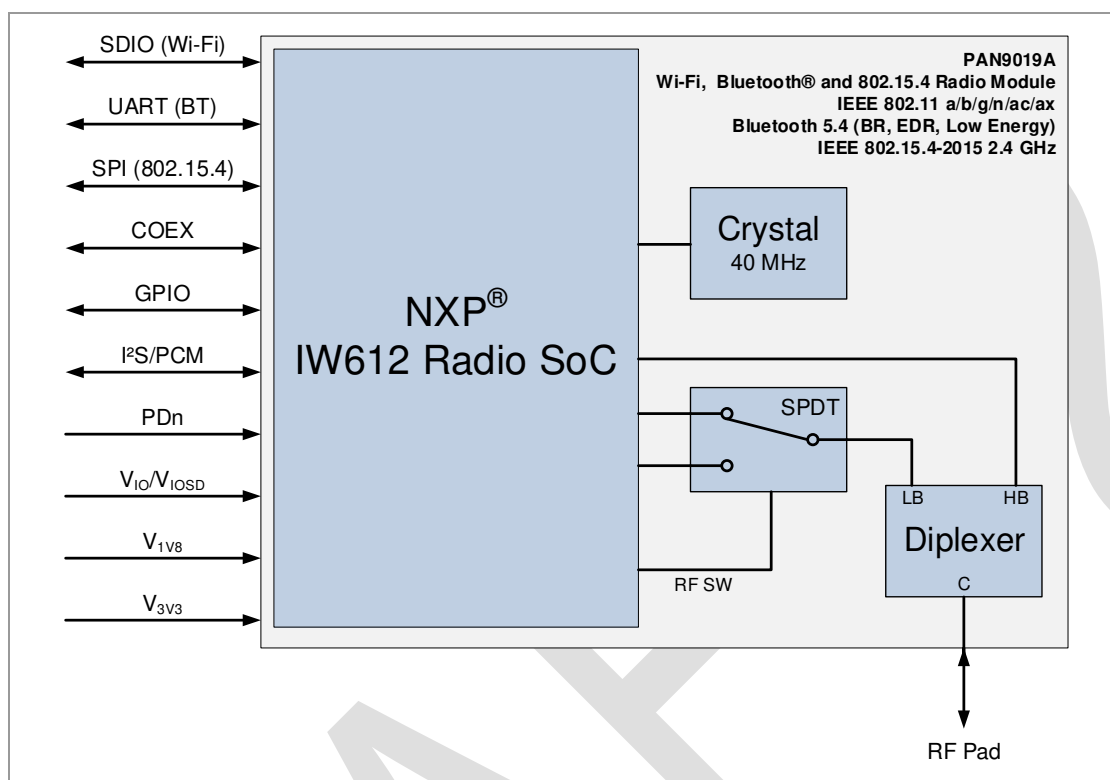 SDIO (Wi-Fi)
UART (BT)
SPI (802.15.4)
COEX
GPIO
I²S/PCM
PDn
VIO/VIOSD
V1V8
V3V3
PAN9019A
Wi-Fi, Bluetooth® and 802.15.4 Radio Module
IEEE 802.11 a/b/g/n/ac/ax
Bluetooth 5.4 (BR, EDR, Low Energy)
IEEE 802.15.4-2015 2.4 GHz
NXP®
IW612 Radio SoC
Crystal
40 MHz
SPDT
RF SW
LB HB
Diplexer
C
RF Pad